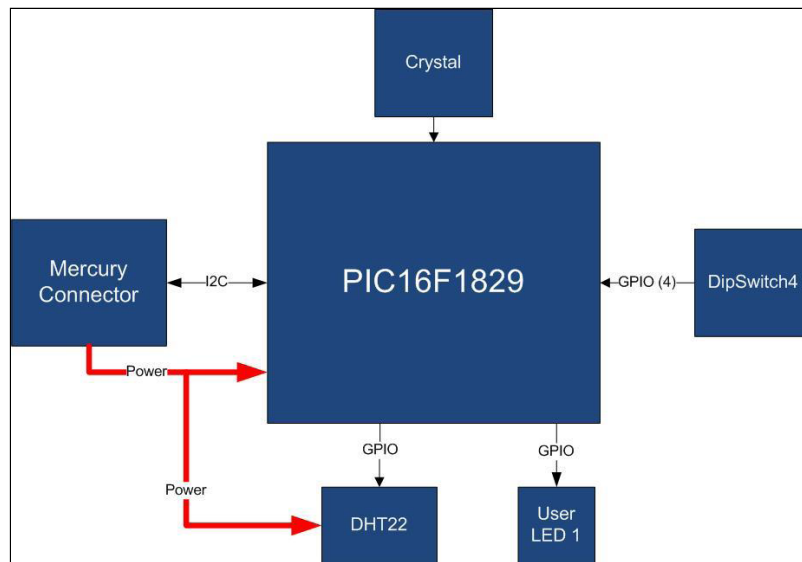 Crystal
Mercury
Connector
I2C
PIC16F1829
GPIO (4)
DipSwitch4
Power
GPIO
GPIO
Power
DHT22
User
LED 1